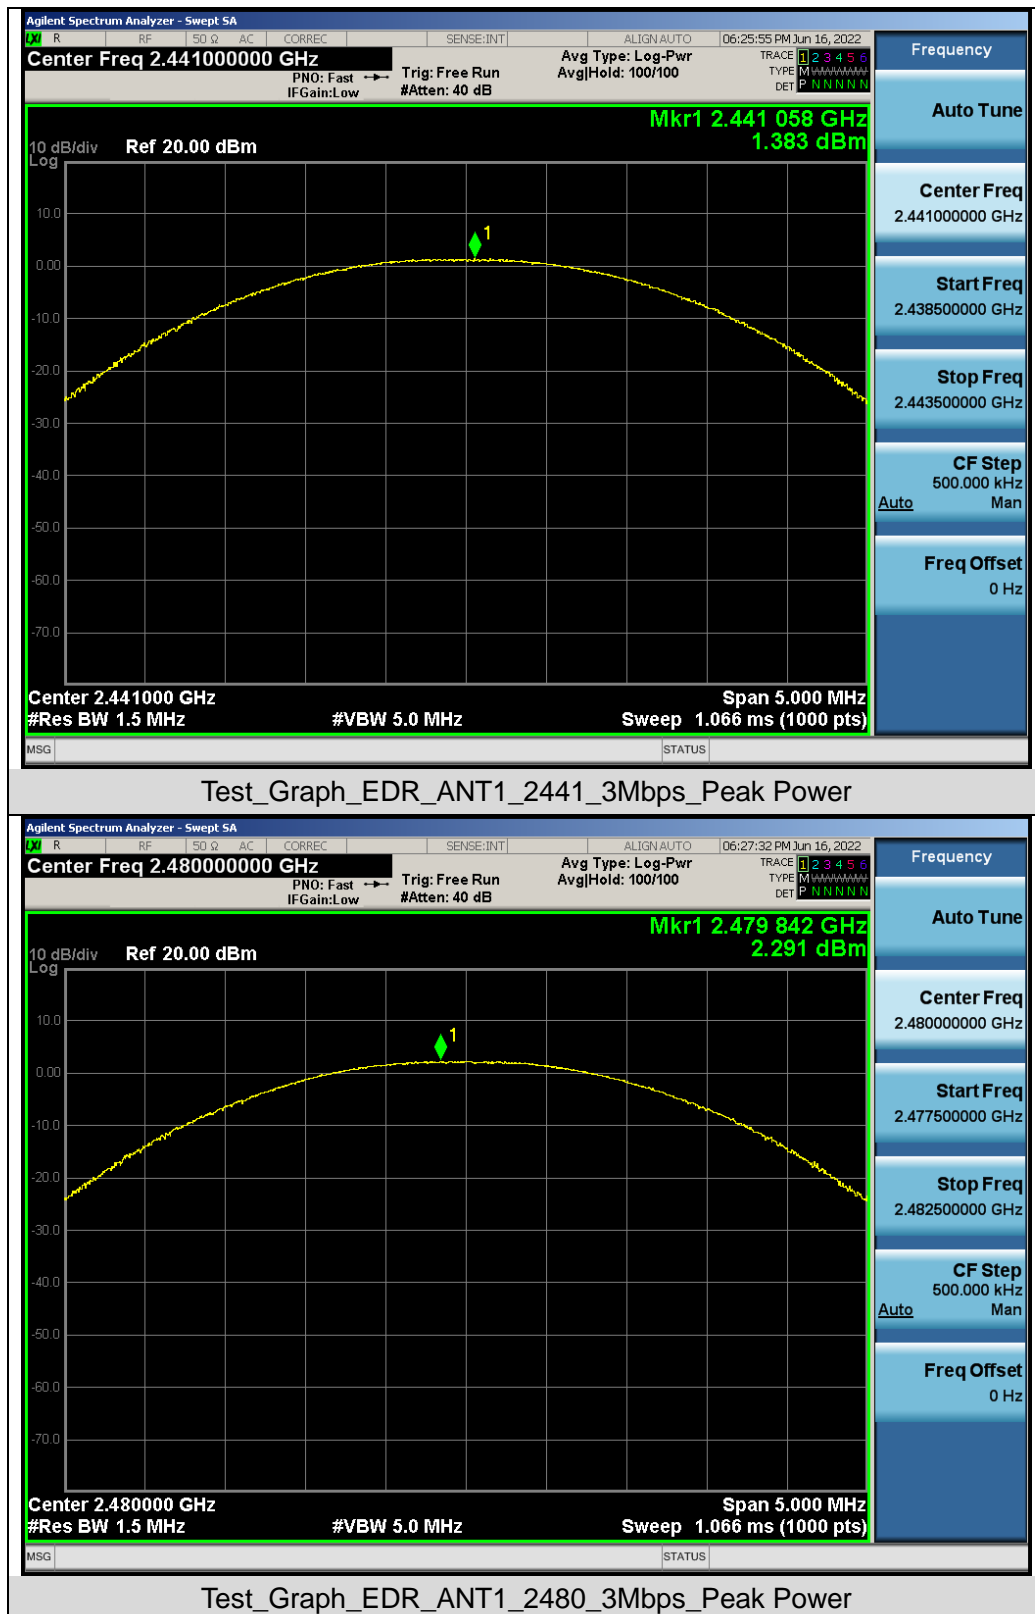 Agilent Spectrum Analyzer - Swept SA
LXI R RF 50 Ω AC CORREC SENSE:INT ALIGN AUTO 06:25:55 PM Jun 16, 2022
Center Freq 2.441000000 GHz
PNO: Fast
IFGain:Low
Trig: Free Run
#Atten: 40 dB
Avg Type: Log-Pwr
Avg|Hold: 100/100
TRACE 1 2 3 4 5 6
TYPE M WWWWW
DET P N N N N N
Mkr1 2.441 058 GHz
1.383 dBm
10 dB/div Ref 20.00 dBm
Log
10.0
0.00
-10.0
-20.0
-30.0
-40.0
-50.0
-60.0
-70.0
1
Center 2.441000 GHz Span 5.000 MHz
#Res BW 1.5 MHz #VBW 5.0 MHz Sweep 1.066 ms (1000 pts)
MSG STATUS
Frequency
Auto Tune
Center Freq
2.441000000 GHz
Start Freq
2.438500000 GHz
Stop Freq
2.443500000 GHz
CF Step
500.000 kHz
Auto Man
Freq Offset
0 Hz
Test_Graph_EDR_ANT1_2441_3Mbps_Peak Power
Agilent Spectrum Analyzer - Swept SA
LXI R RF 50 Ω AC CORREC SENSE:INT ALIGN AUTO 06:27:32 PM Jun 16, 2022
Center Freq 2.480000000 GHz
PNO: Fast
IFGain:Low
Trig: Free Run
#Atten: 40 dB
Avg Type: Log-Pwr
Avg|Hold: 100/100
TRACE 1 2 3 4 5 6
TYPE M WWWWW
DET P N N N N N
Mkr1 2.479 842 GHz
2.291 dBm
10 dB/div Ref 20.00 dBm
Log
10.0
0.00
-10.0
-20.0
-30.0
-40.0
-50.0
-60.0
-70.0
1
Center 2.480000 GHz Span 5.000 MHz
#Res BW 1.5 MHz #VBW 5.0 MHz Sweep 1.066 ms (1000 pts)
MSG STATUS
Frequency
Auto Tune
Center Freq
2.480000000 GHz
Start Freq
2.477500000 GHz
Stop Freq
2.482500000 GHz
CF Step
500.000 kHz
Auto Man
Freq Offset
0 Hz
Test_Graph_EDR_ANT1_2480_3Mbps_Peak Power